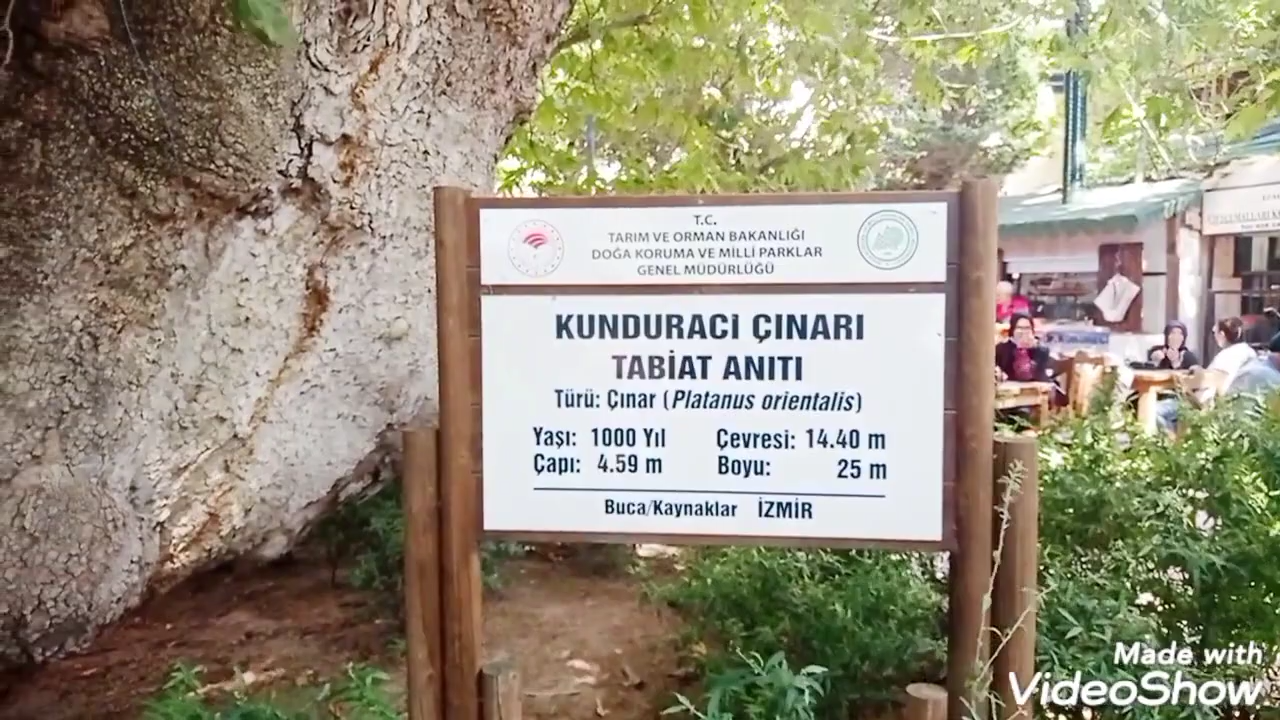 T.C.
TARIM VE ORMAN BAKANLIĞI
DOĞA KORUMA VE MİLLİ PARKLAR
GENEL MÜDÜRLÜĞÜ
KUNDURACI ÇINARI
TABİAT ANITI
Türü: Çınar (Platanus orientalis)
Yaşı: 1000 Yıl Çevresi: 14.40 m
Çapı: 4.59 m Boyu: 25 m
Buca/Kaynaklar İZMİR
Made with
VideoShow